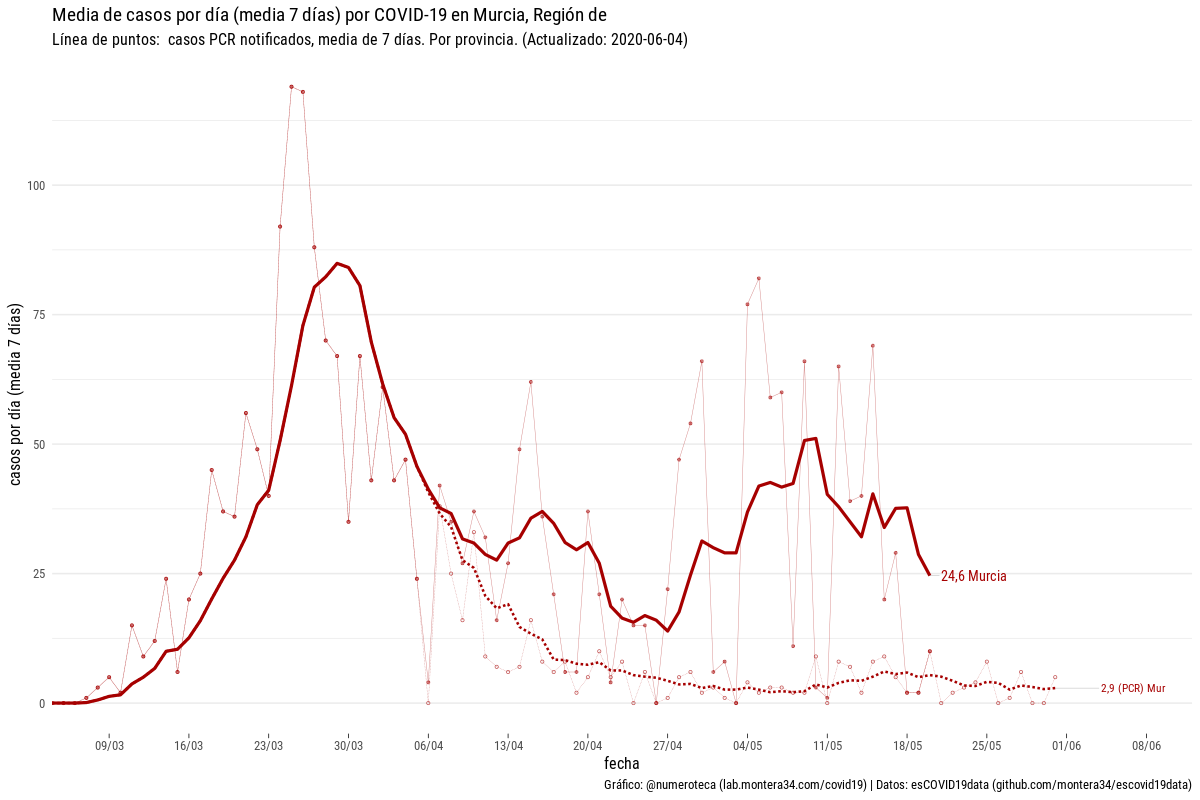 Media de casos por día (media 7 días) por COVID-19 en Murcia, Región de
Línea de puntos:  casos PCR notificados, media de 7 días. Por provincia. (Actualizado: 2020-06-04)
casos por día (media 7 días)
100
75
50
25
0
24,6 Murcia
2,9 (PCR) Mur
09/03
16/03
23/03
30/03
06/04
13/04
20/04
27/04
04/05
11/05
18/05
25/05
01/06
08/06
fecha
Gráfico: @numeroteca (lab.montera34.com/covid19) | Datos: esCOVID19data (github.com/montera34/escovid19data)